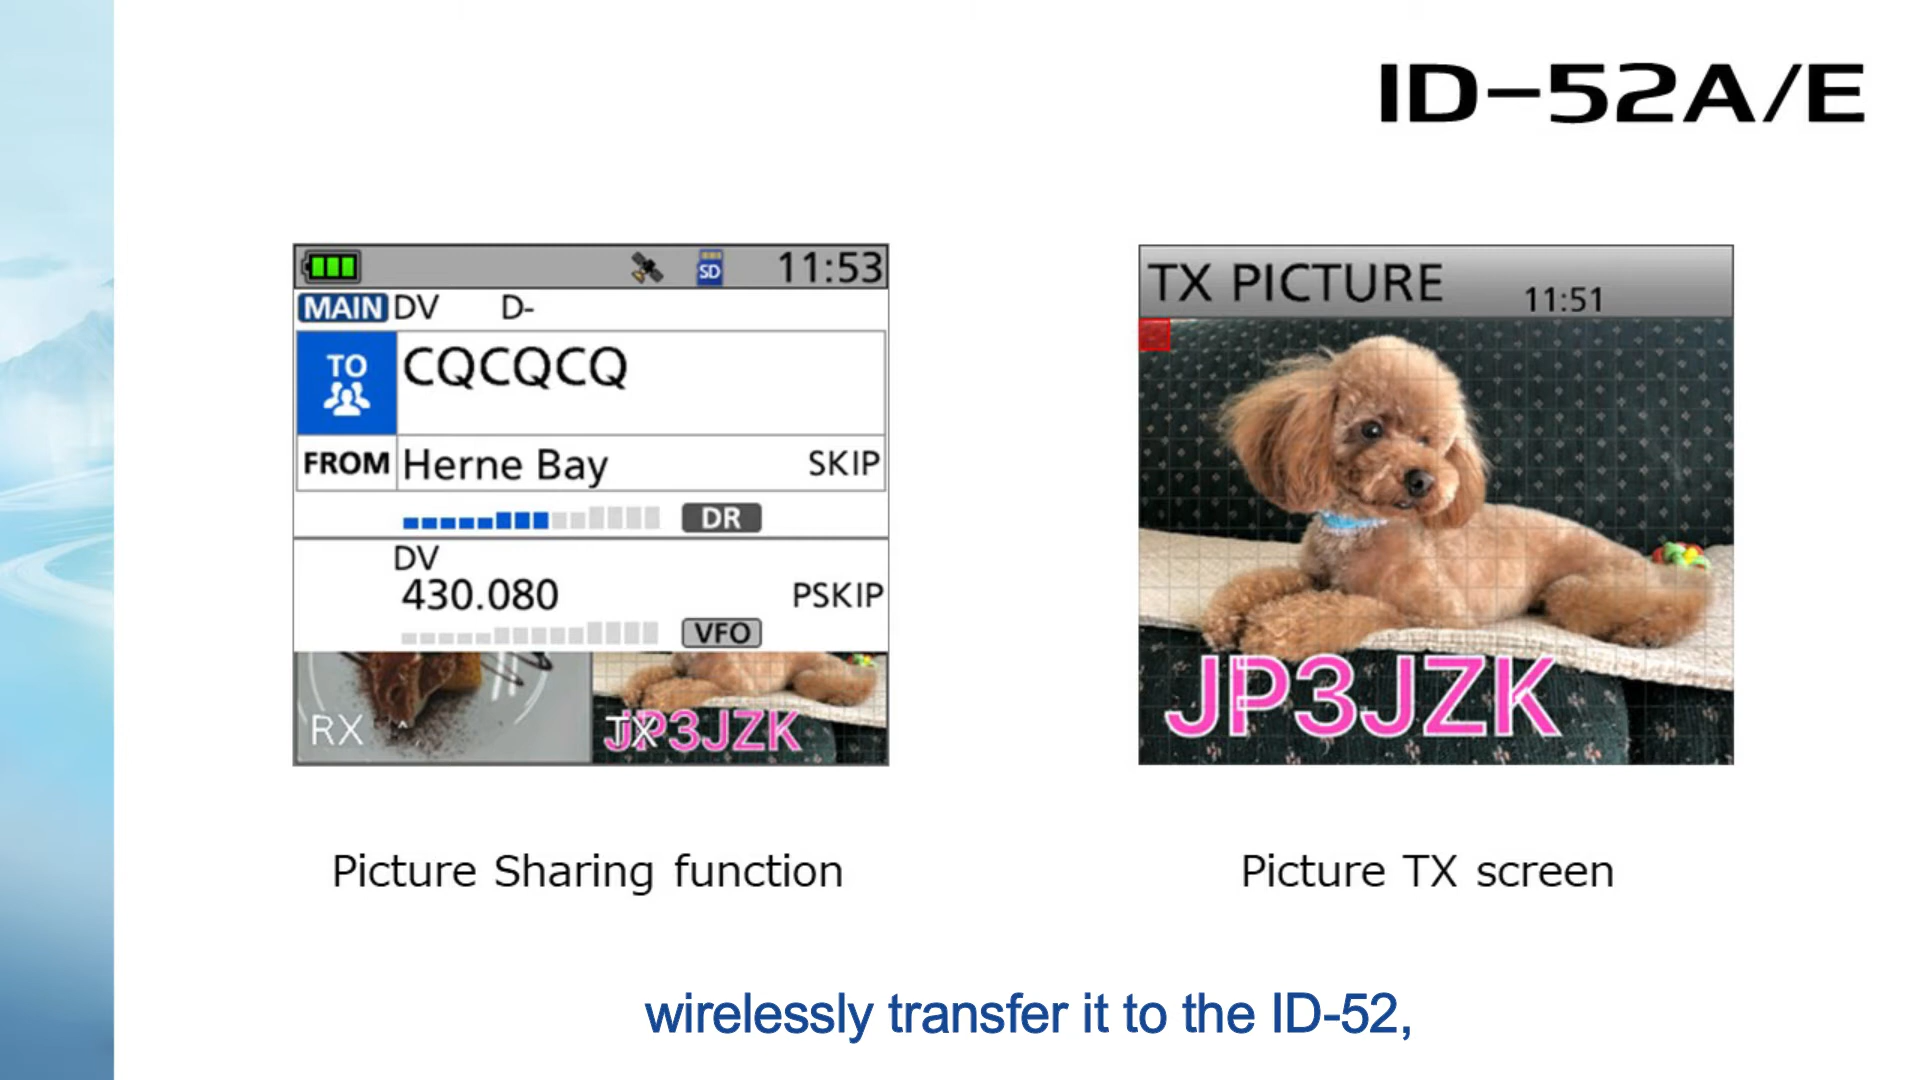 ID-52A/E
SD 11:53
MAIN DV D-
TO CQCQCQ
FROM Herne Bay SKIP
DR
DV
430.080 PSKIP
VFO
RX TX JP3JZK
TX PICTURE 11:51
JP3JZK
Picture Sharing function
Picture TX screen
wirelessly transfer it to the ID-52,